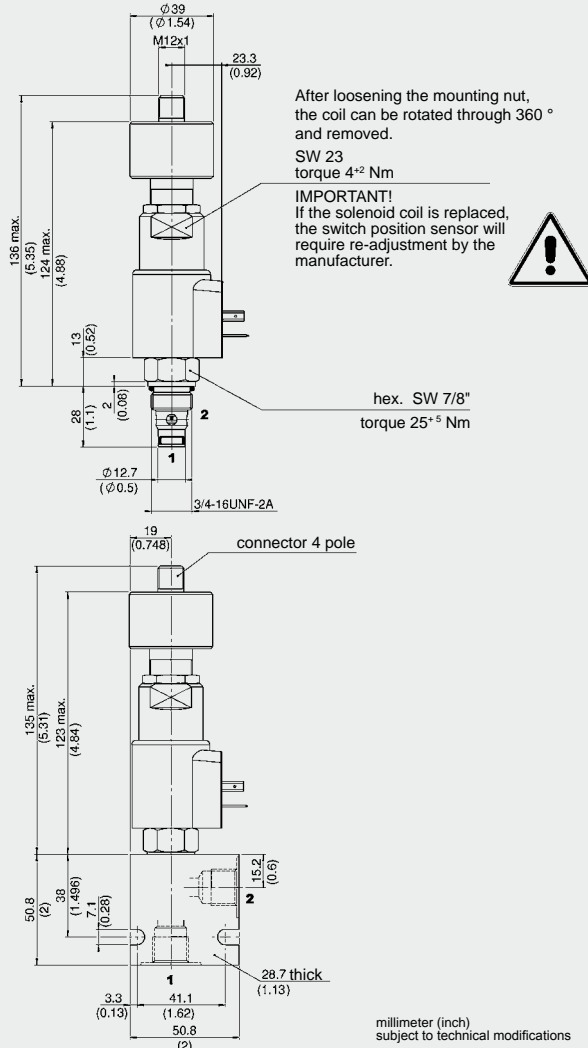 Ø39
(Ø1.54)
M12x1
23.3
(0.92)
After loosening the mounting nut,
the coil can be rotated through 360 °
and removed.
SW 23
torque 4+2 Nm
IMPORTANT!
If the solenoid coil is replaced,
the switch position sensor will
require re-adjustment by the
manufacturer.
136 max.
(5.35)
124 max.
(4.88)
13
(0.52)
28
(1.1)
2
(0.08)
hex. SW 7/8"
torque 25+5 Nm
2
1
Ø12.7
(Ø0.5)
3/4-16UNF-2A
19
(0.748)
connector 4 pole
135 max.
(5.31)
123 max.
(4.84)
50.8
(2)
38
(1.496)
7.1
(0.28)
15.2
(0.6)
2
1
28.7 thick
(1.13)
3.3
(0.13)
41.1
(1.62)
50.8
(2)
millimeter (inch)
subject to technical modifications